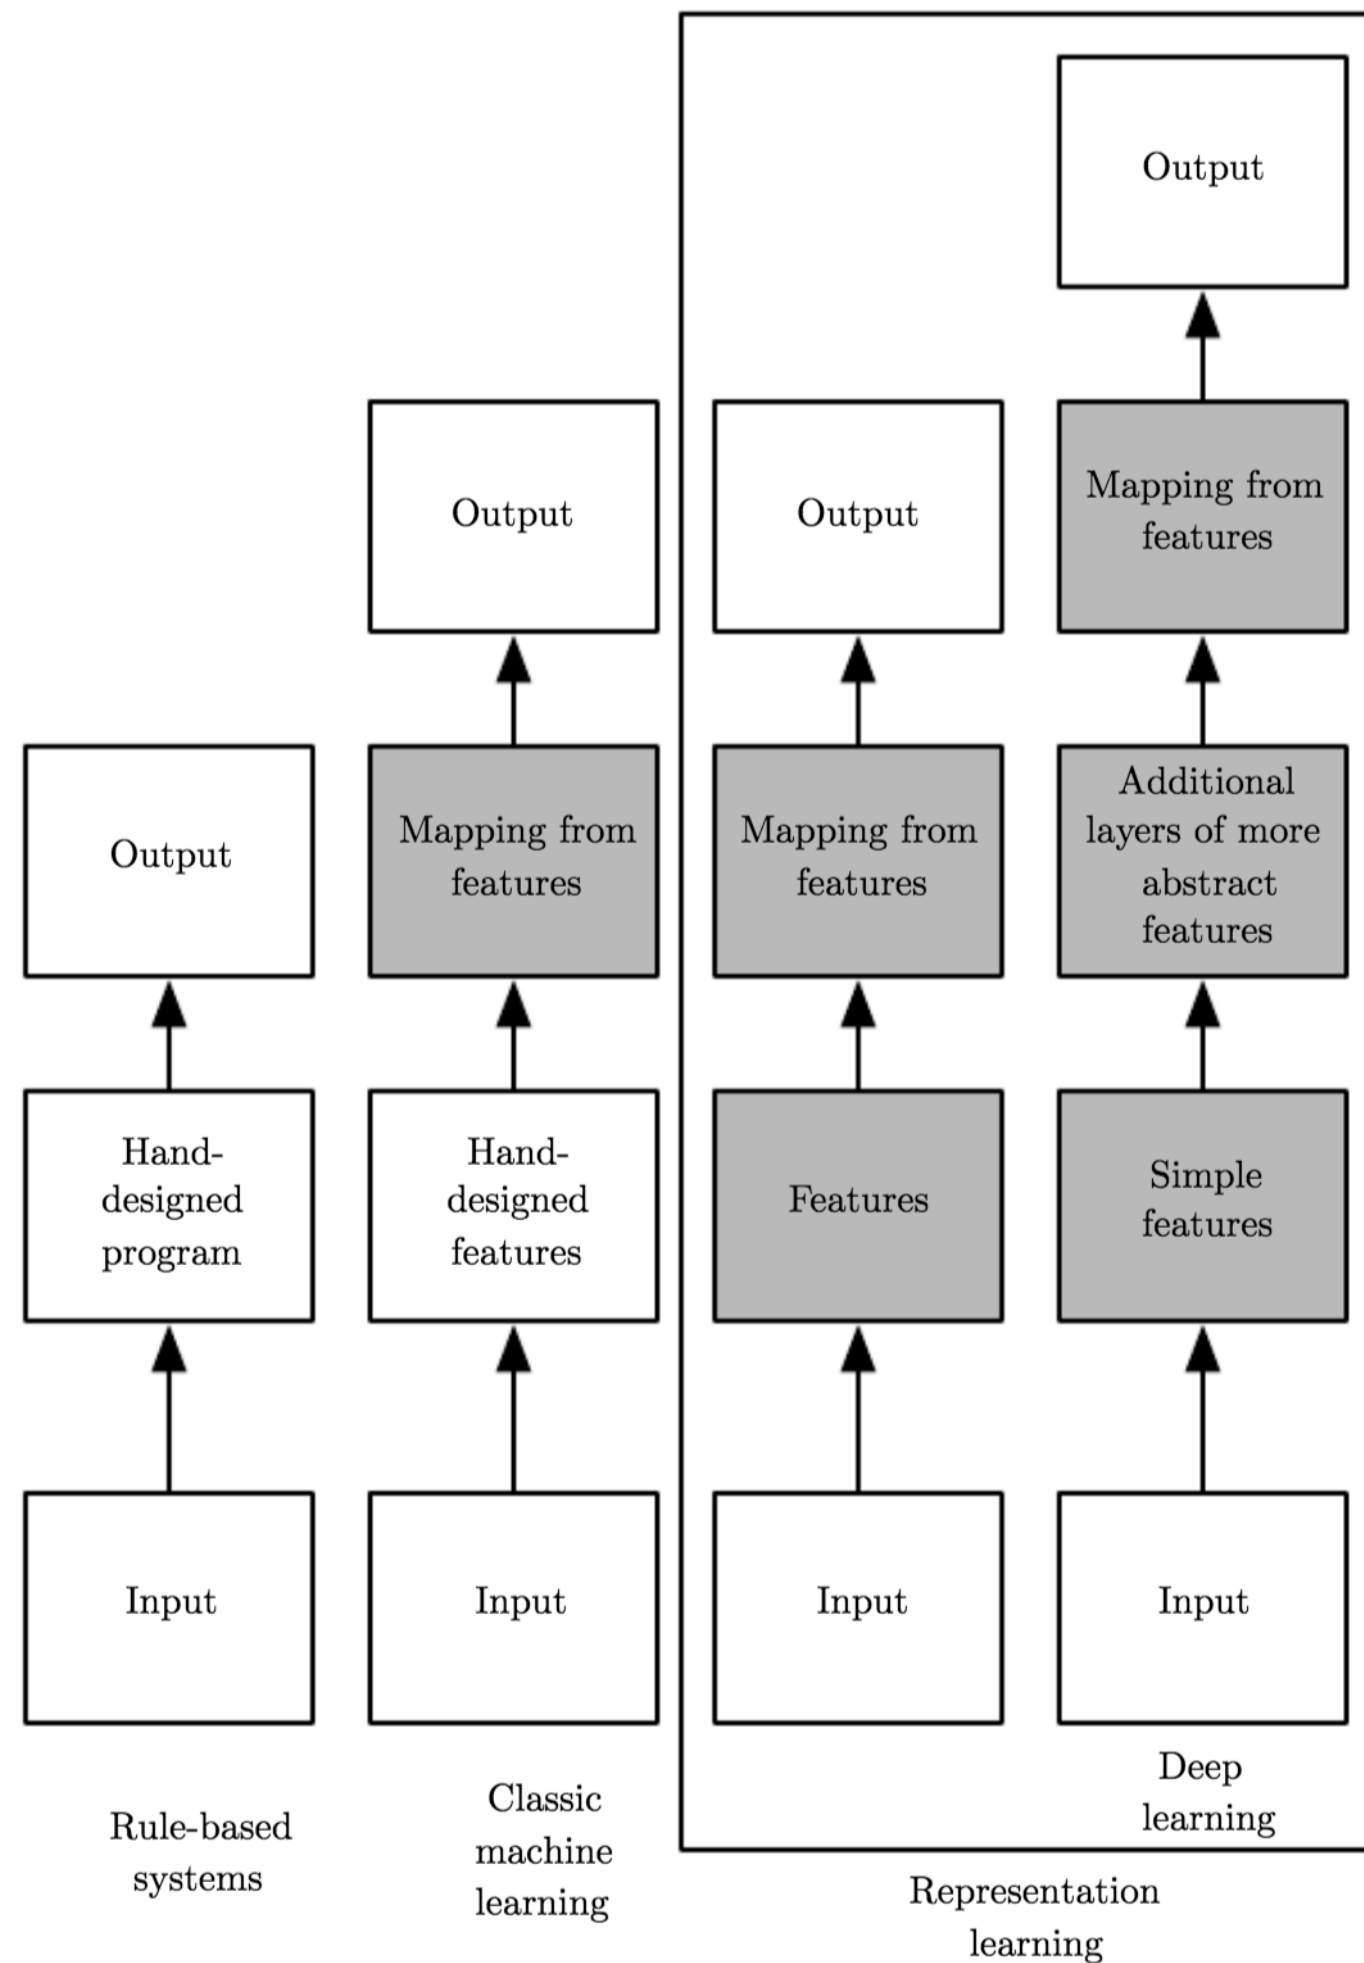 Output
Output
Output
Mapping from
features
Output
Mapping from
features
Mapping from
features
Additional
layers of more
abstract
features
Hand-
designed
program
Hand-
designed
features
Features
Simple
features
Input
Input
Input
Input
Rule-based
systems
Classic
machine
learning
Deep
learning
Representation
learning